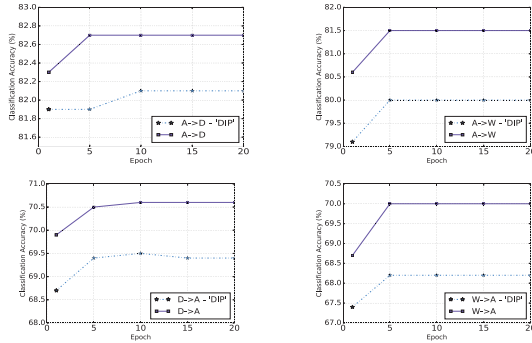 83.0
82.8
82.6
82.4
82.2
82.0
81.8
81.6
Classification Accuracy (%)
0 5 10 15 20
Epoch
A->D - 'DIP'
A->D
82.0
81.5
81.0
80.5
80.0
79.5
79.0
Classification Accuracy (%)
0 5 10 15 20
Epoch
A->W - 'DIP'
A->W
71.0
70.5
70.0
69.5
69.0
68.5
68.0
Classification Accuracy (%)
0 5 10 15 20
Epoch
D->A - 'DIP'
D->A
70.5
70.0
69.5
69.0
68.5
68.0
67.5
67.0
Classification Accuracy (%)
0 5 10 15 20
Epoch
W->A - 'DIP'
W->A